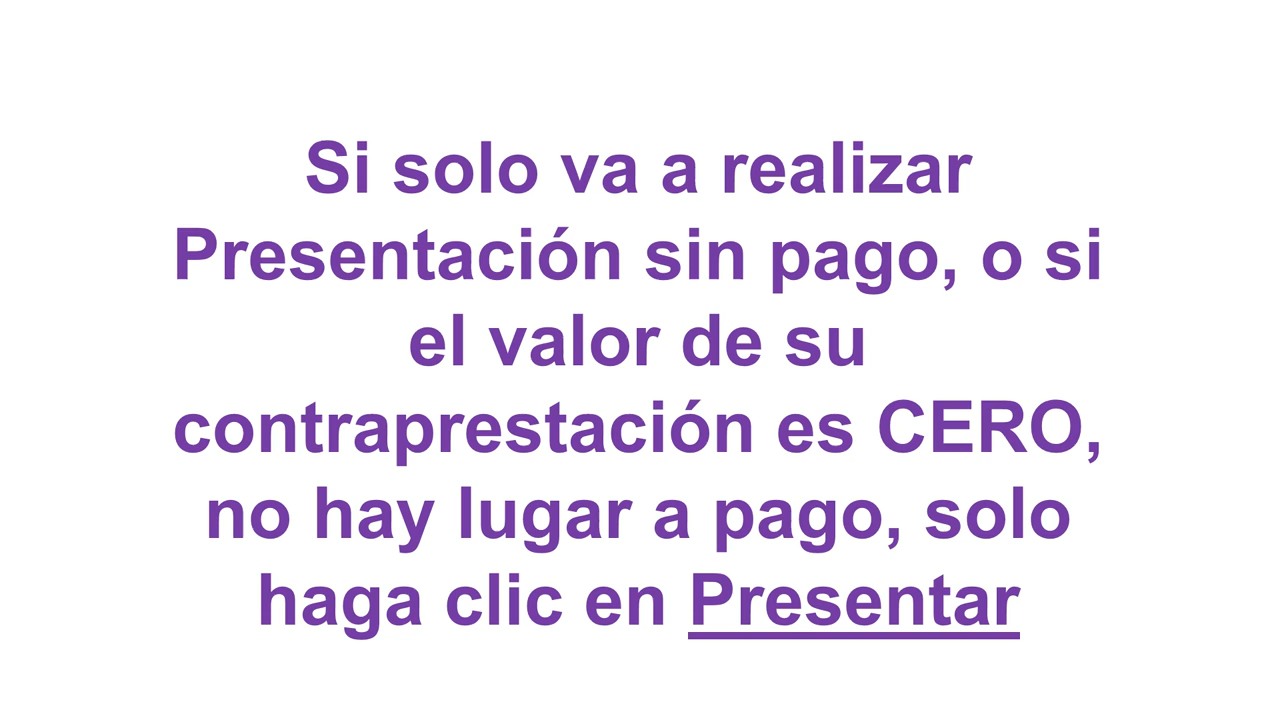 Si solo va a realizar
Presentación sin pago, o si
el valor de su
contraprestación es CERO,
no hay lugar a pago, solo
haga clic en Presentar